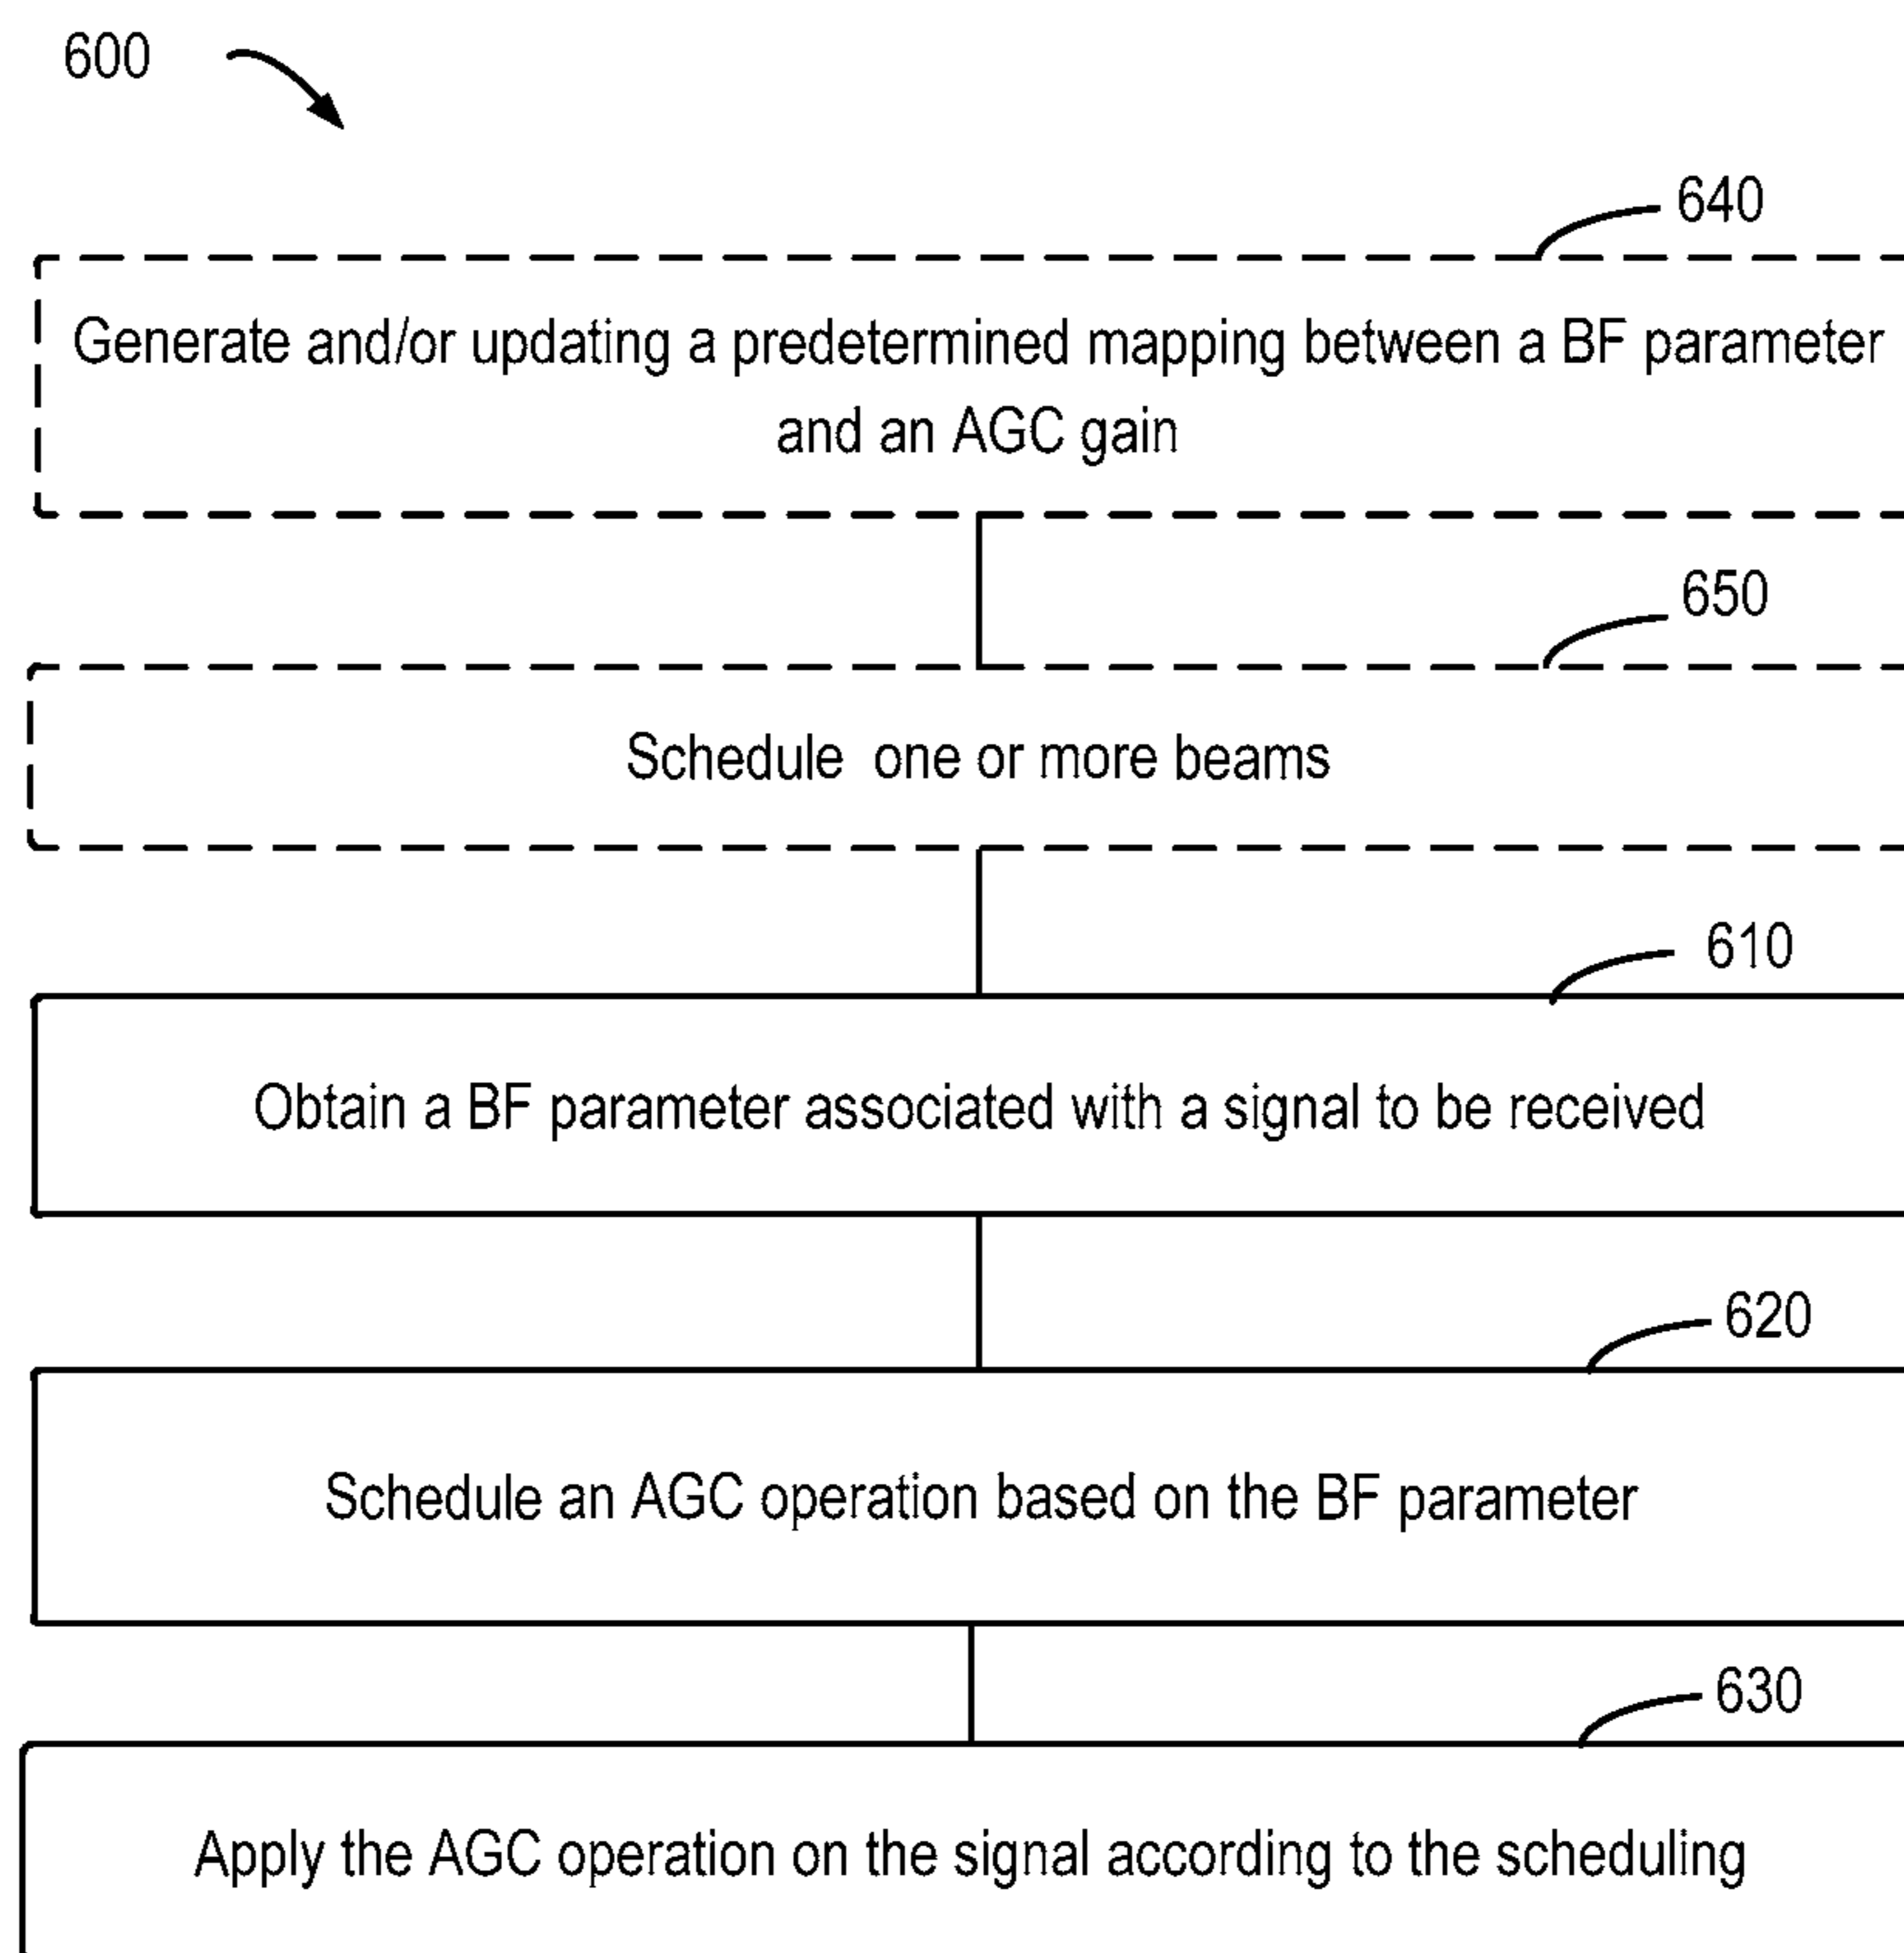 600
640
Generate and/or updating a predetermined mapping between a BF parameter
and an AGC gain
650
Schedule one or more beams
610
Obtain a BF parameter associated with a signal to be received
620
Schedule an AGC operation based on the BF parameter
630
Apply the AGC operation on the signal according to the scheduling